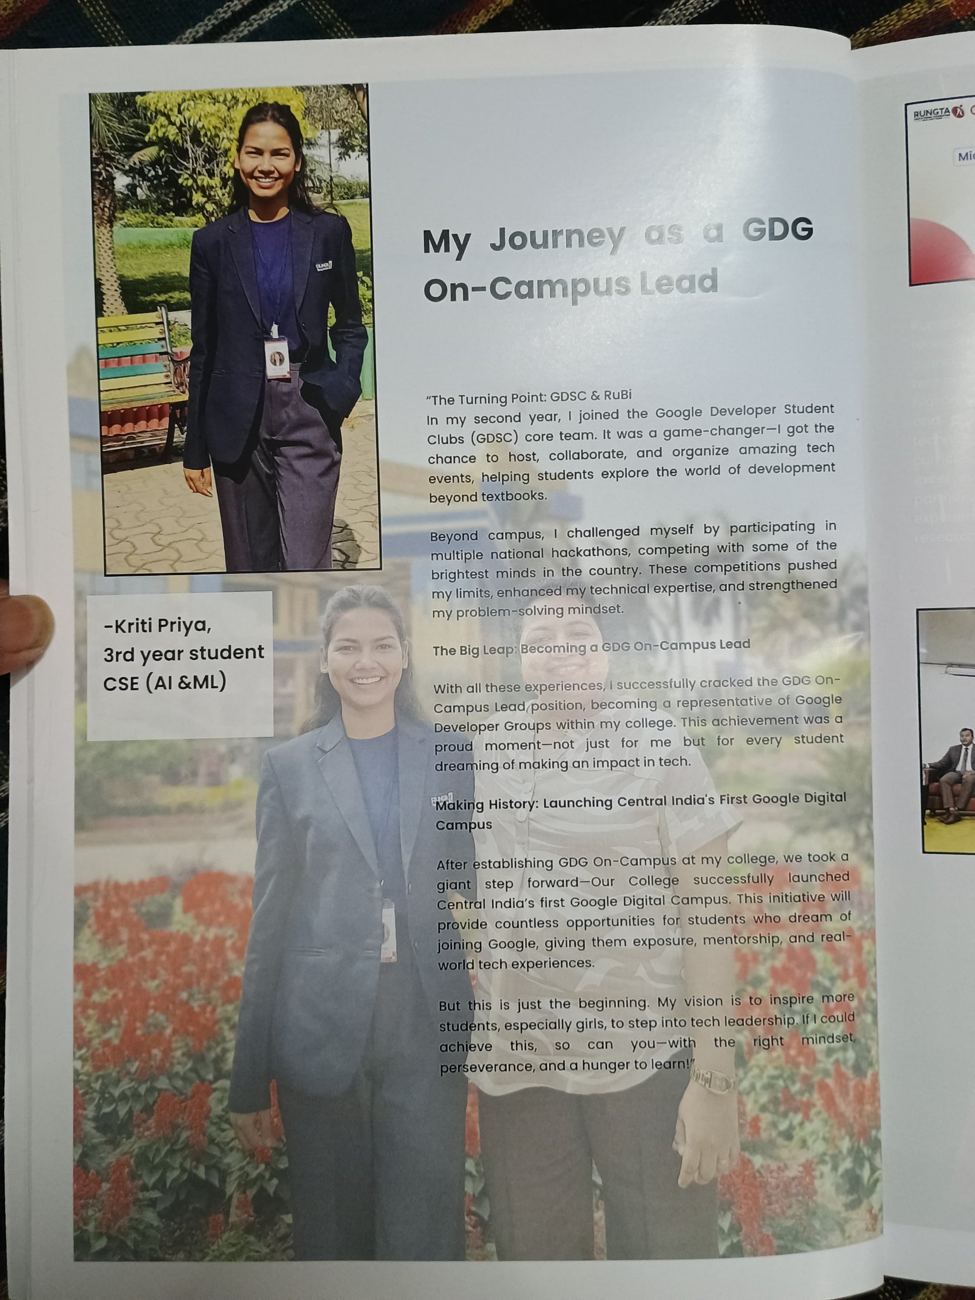 My Journey as a GDG
On-Campus Lead
"The Turning Point: GDSC & RuBi
In my second year, I joined the Google Developer Student
Clubs (GDSC) core team. It was a game-changer—I got the
chance to host, collaborate, and organize amazing tech
events, helping students explore the world of development
beyond textbooks.
Beyond campus, I challenged myself by participating in
multiple national hackathons, competing with some of the
brightest minds in the country. These competitions pushed
my limits, enhanced my technical expertise, and strengthened
my problem-solving mindset.
-Kriti Priya,
3rd year student
CSE (AI &ML)
The Big Leap: Becoming a GDG On-Campus Lead
With all these experiences, I successfully cracked the GDG On-
Campus Lead position, becoming a representative of Google
Developer Groups within my college. This achievement was a
proud moment—not just for me but for every student
dreaming of making an impact in tech.
Making History: Launching Central India's First Google Digital
Campus
After establishing GDG On-Campus at my college, we took a
giant step forward—Our College successfully launched
Central India's first Google Digital Campus. This initiative will
provide countless opportunities for students who dream of
joining Google, giving them exposure, mentorship, and real-
world tech experiences.
But this is just the beginning. My vision is to inspire more
students, especially girls, to step into tech leadership. If I could
achieve this, so can you—with the right mindset,
perseverance, and a hunger to learn!"
RUNGTA